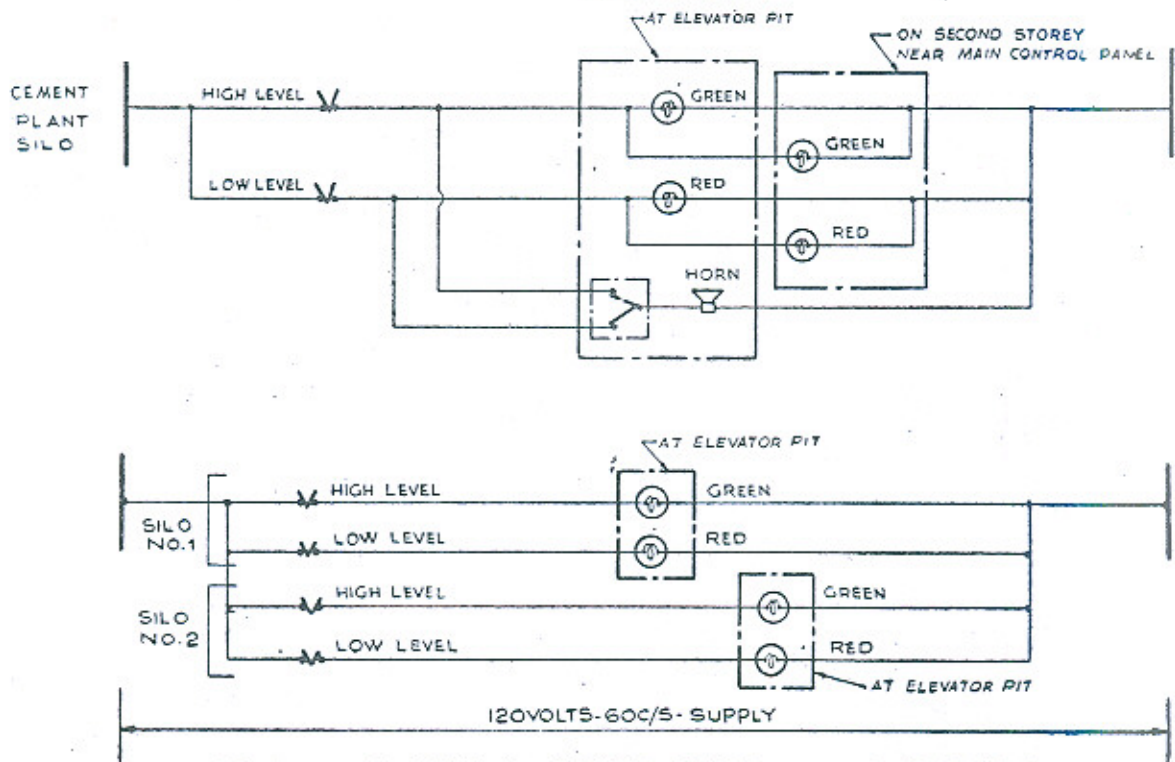 AT ELEVATOR PIT
ON SECOND STOREY
NEAR MAIN CONTROL PANEL
CEMENT
PLANT
SILO
HIGH LEVEL
GREEN
GREEN
LOW LEVEL
RED
RED
HORN
AT ELEVATOR PIT
SILO
NO.1
HIGH LEVEL
GREEN
LOW LEVEL
RED
SILO
NO.2
HIGH LEVEL
GREEN
LOW LEVEL
RED
AT ELEVATOR PIT
120VOLTS-60C/S-SUPPLY